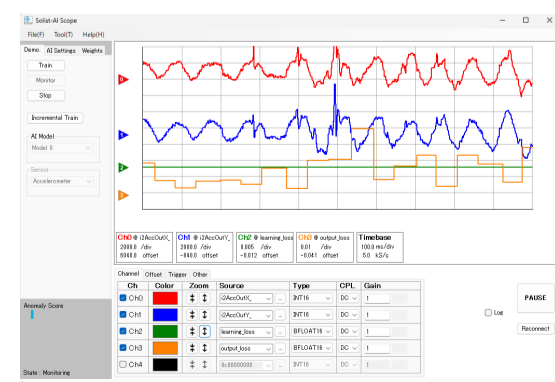 Solist-AI Scope
File(F) Tool(T) Help(H)
Demo. AI Settings Weights
Train
Monitor
Stop
Incremental Train
AI Model
Model 8
Sensor
Accelerometer
Anomaly Score
State : Monitoring
Ch0 @ i2AccOutX_
2000.0 /div
6040.0 offset
Ch1 @ i2AccOutY_
2000.0 /div
-840.0 offset
Ch2 @ learning_loss
0.005 /div
-0.012 offset
Ch3 @ output_loss
0.01 /div
-0.041 offset
Timebase
100.0 ms/div
5.0 kS/s
Channel Offset Trigger Other
Ch Color Zoom Source Type CPL Gain
Ch0 i2AccOutX_ ... INT16 DC 1
Ch1 i2AccOutY_ ... INT16 DC 1
Ch2 learning_loss ... BFLOAT16 DC 1
Ch3 output_loss ... BFLOAT16 DC 1
Ch4 0x00000000 ... INT16 DC 1
Log
PAUSE
Reconnect